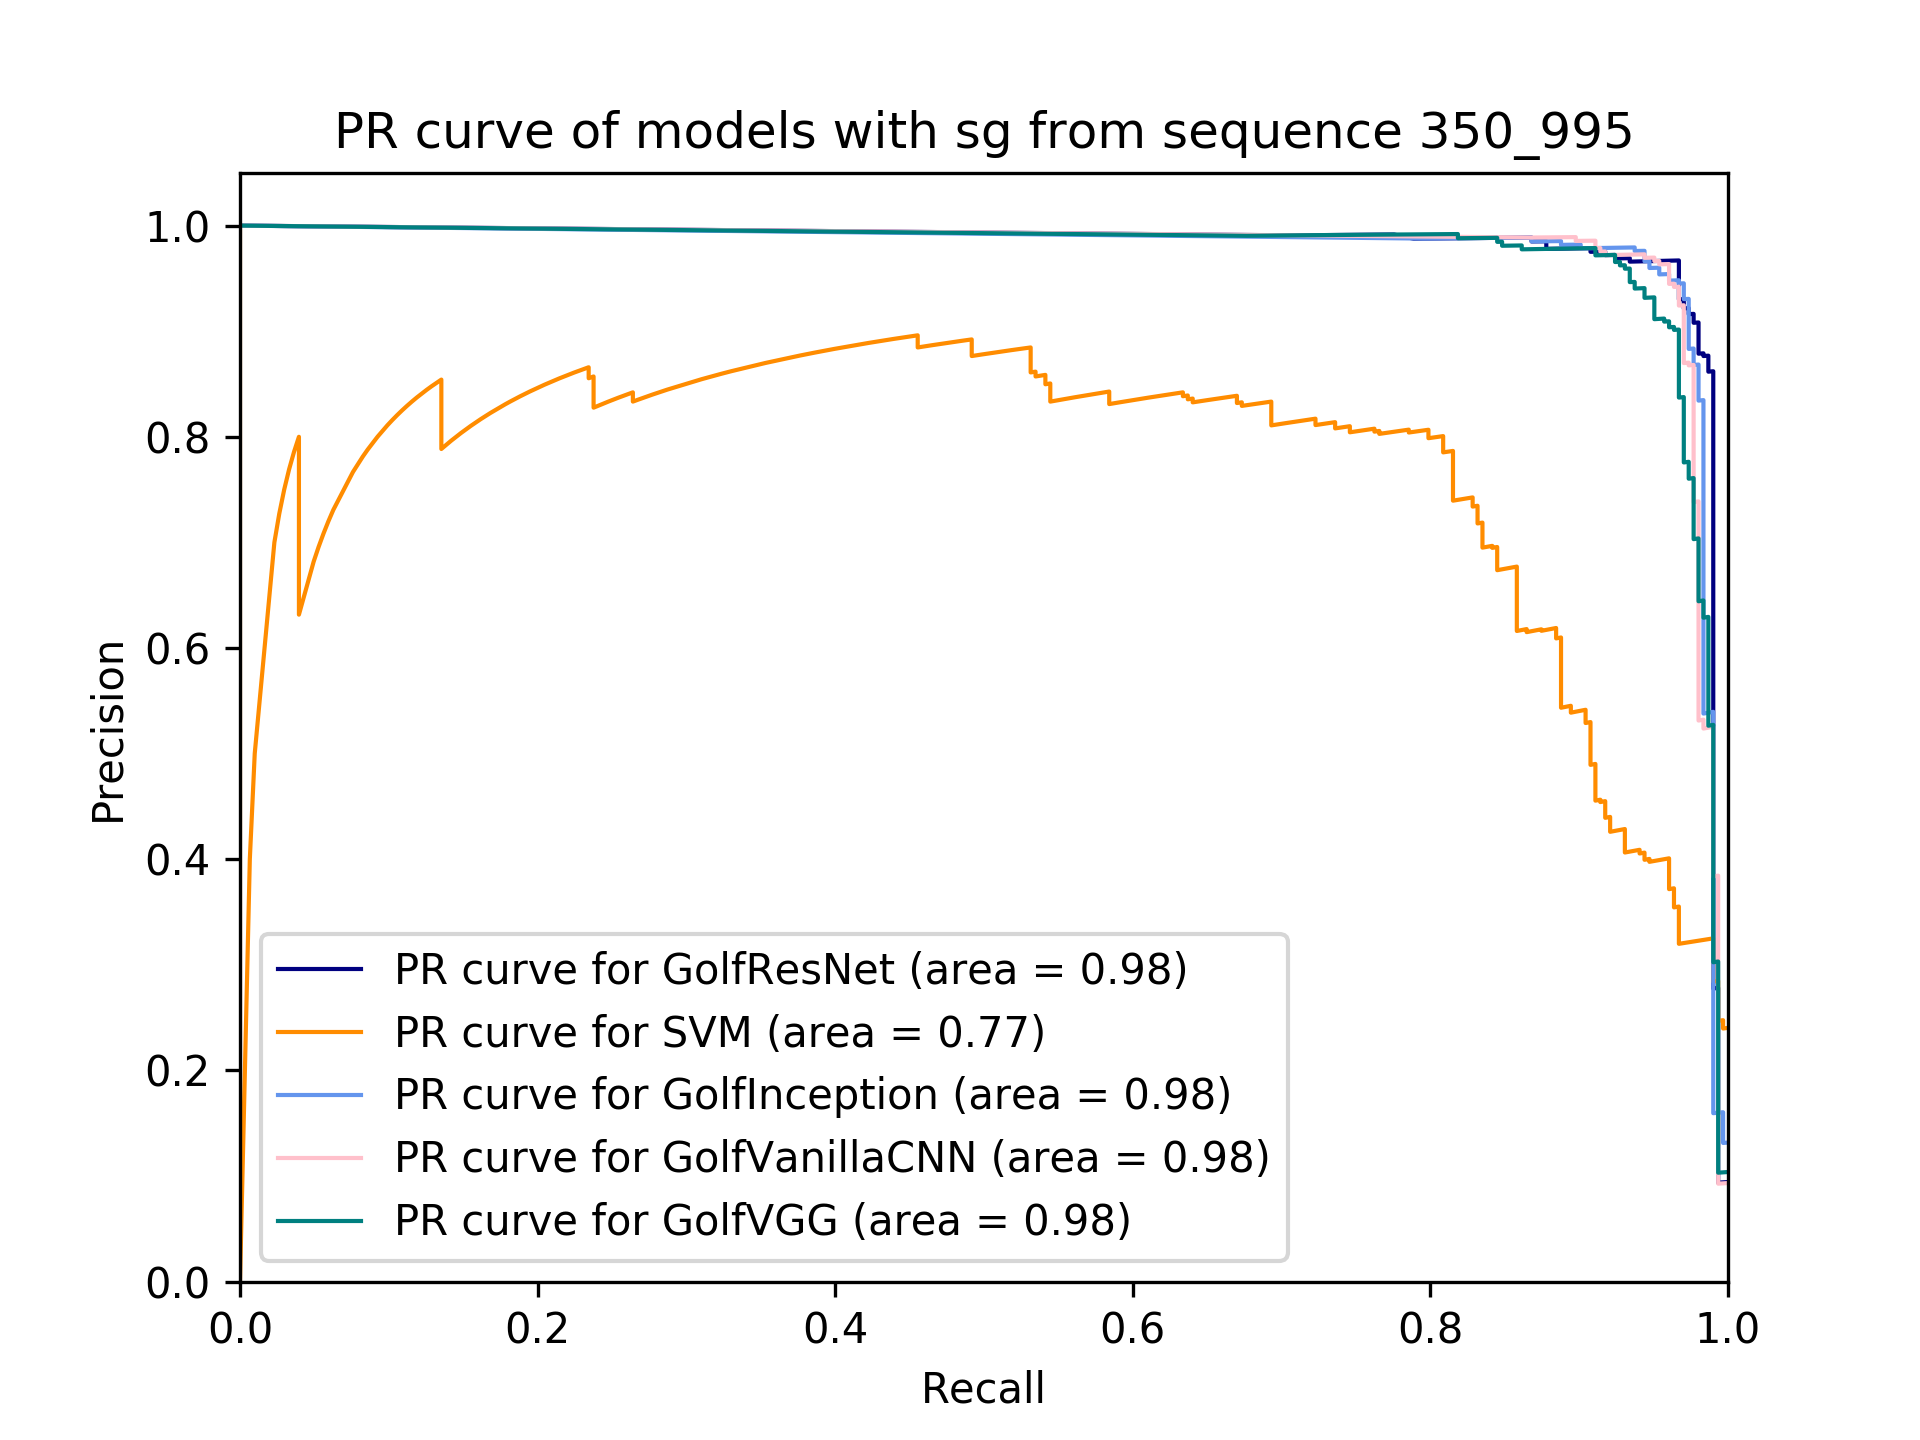 PR curve of models with sg from sequence 350_995
1.0
0.8
0.6
0.4
0.2
0.0
Precision
PR curve for GolfResNet (area = 0.98)
PR curve for SVM (area = 0.77)
PR curve for GolfInception (area = 0.98)
PR curve for GolfVanillaCNN (area = 0.98)
PR curve for GolfVGG (area = 0.98)
0.0 0.2 0.4 0.6 0.8 1.0
Recall